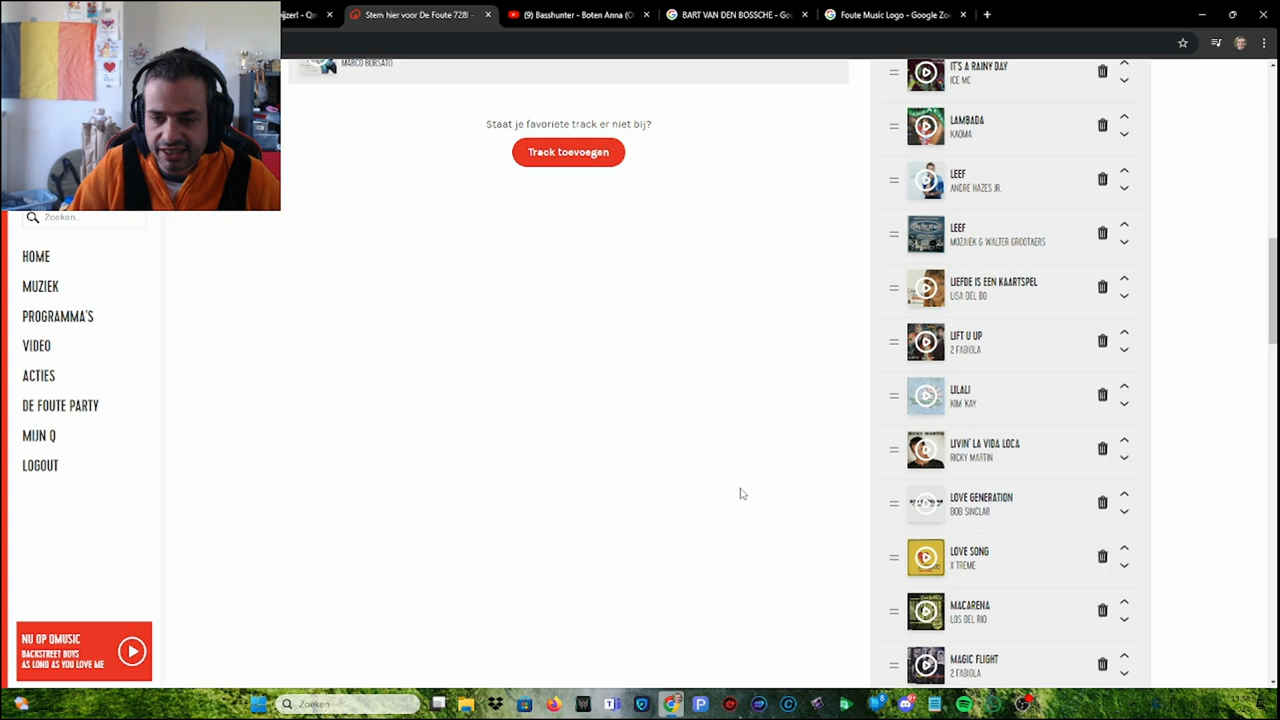 ijzer! - Qm
Stem hier voor De Foute 728! -
(9) Basshunter - Boten Anna (O
BART VAN DEN BOSSCHE - Go
Foute Music Logo - Google Zo
MARCO BORSATO
Staat je favoriete track er niet bij?
Track toevoegen
Zoeken...
HOME
MUZIEK
PROGRAMMA'S
VIDEO
ACTIES
DE FOUTE PARTY
MIJN Q
LOGOUT
NU OP QMUSIC
BACKSTREET BOYS
AS LONG AS YOU LOVE ME
IT'S A RAINY DAY
ICE MC
LAMBADA
KAOMA
LEEF
ANDRE HAZES JR.
LEEF
MOZAIEK & WALTER GROOTAERS
LIEFDE IS EEN KAARTSPEL
LISA DEL BO
LIFT U UP
2 FABIOLA
LILALI
KIM KAY
LIVIN' LA VIDA LOCA
RICKY MARTIN
LOVE GENERATION
BOB SINCLAR
LOVE SONG
X TREME
MACARENA
LOS DEL RIO
MAGIC FLIGHT
2 FABIOLA
Zoeken